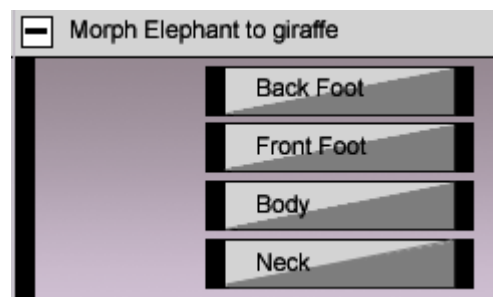 Morph Elephant to giraffe
Back Foot
Front Foot
Body
Neck